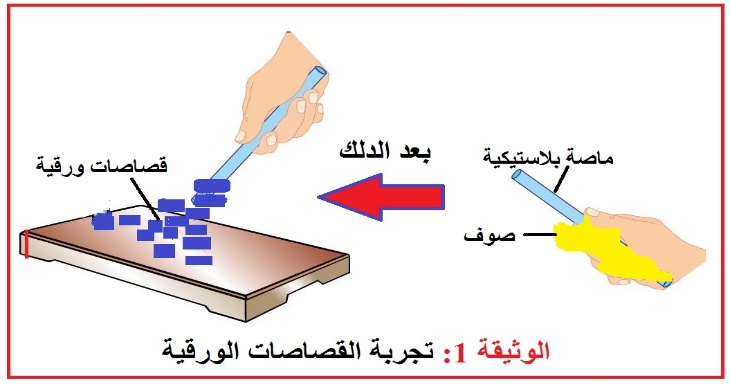 بعد الدلك
ماصة بلاستيكية
قصاصات ورقية
صوف
الوثيقة 1: تجربة القصاصات الورقية